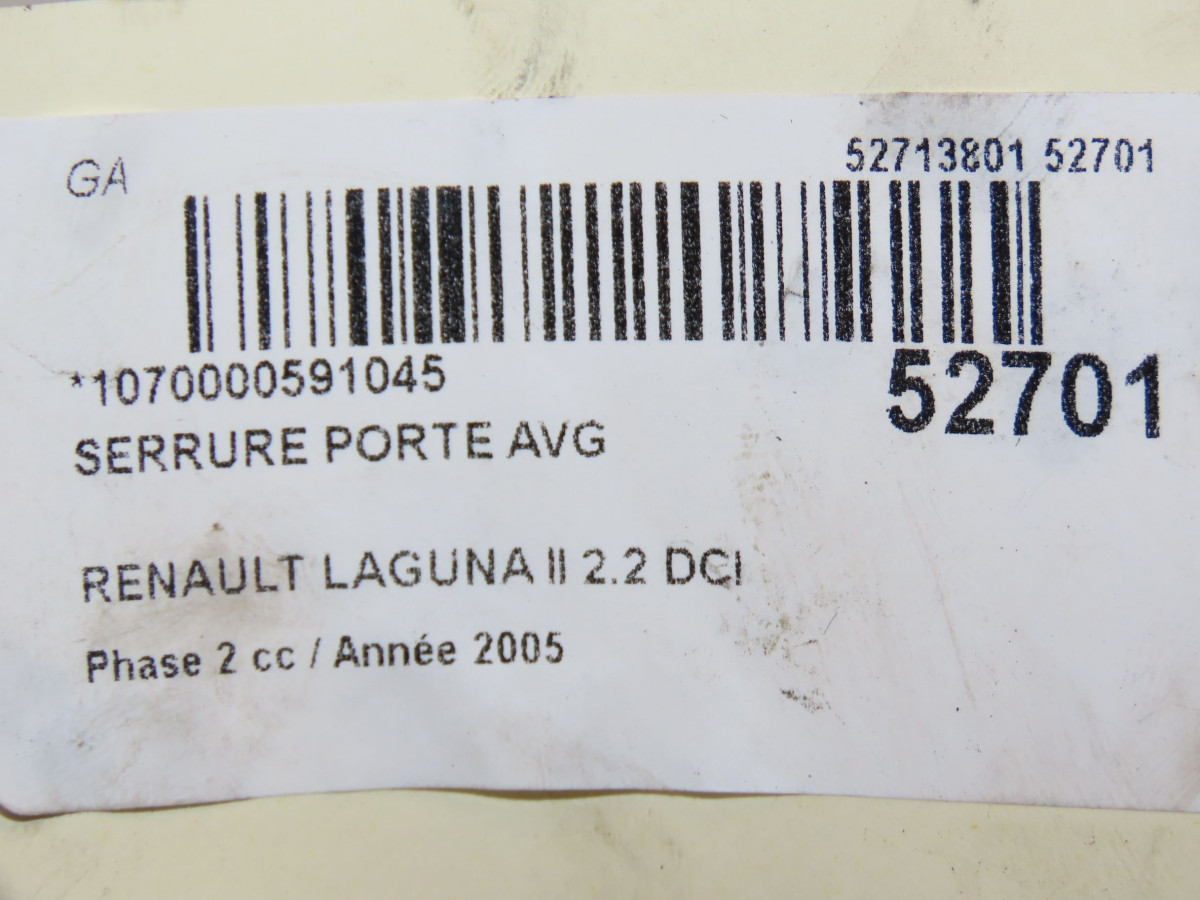 GA
52713801 52701
*1070000591045
52701
SERRURE PORTE AVG
RENAULT LAGUNA II 2.2 DCI
Phase 2 cc / Année 2005